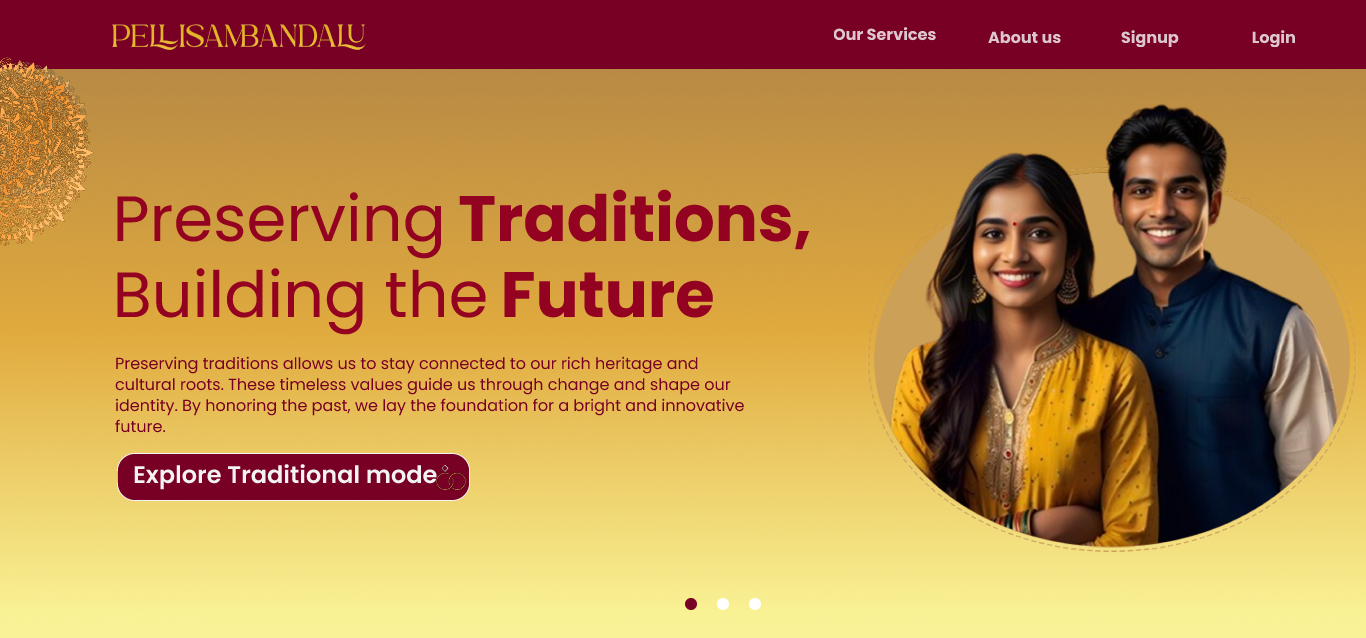 PELLISAMBANDALU
Our Services
About us
Signup
Login
Preserving Traditions,
Building the Future
Preserving traditions allows us to stay connected to our rich heritage and
cultural roots. These timeless values guide us through change and shape our
identity. By honoring the past, we lay the foundation for a bright and innovative
future.
Explore Traditional mode